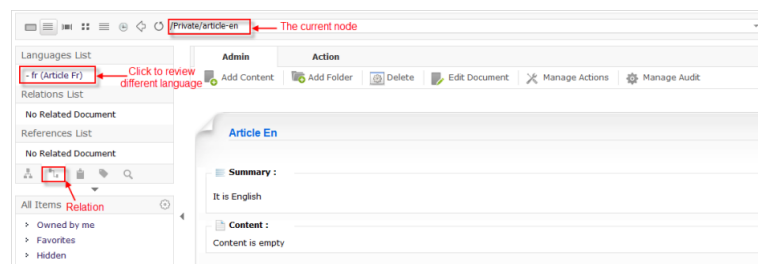 /Private/article-en
The current node
Languages List
- fr (Article Fr)
Click to review
different language
Relations List
No Related Document
References List
No Related Document
Relation
All Items
Owned by me
Favorites
Hidden
Admin Action
Add Content Add Folder Delete Edit Document Manage Actions Manage Audit
Article En
Summary :
It is English
Content :
Content is empty